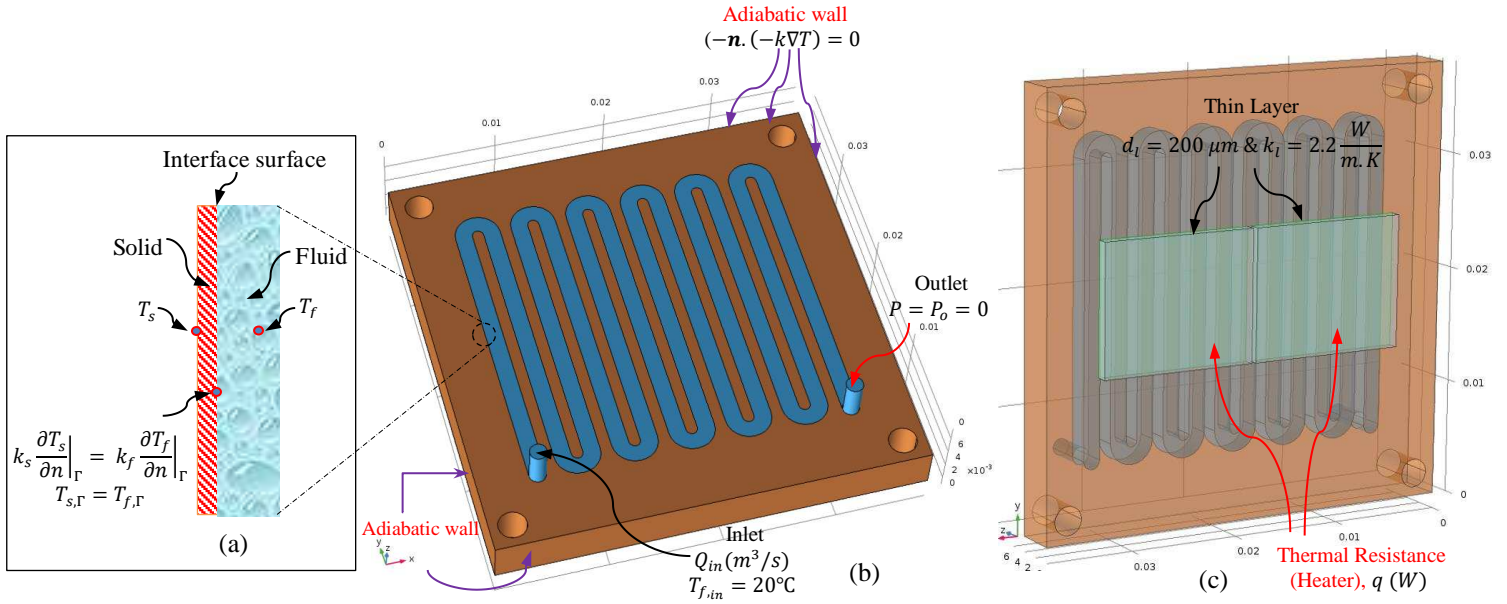 Interface surface
Solid
Fluid
T_s
T_f
k_s ∂T_s/∂n|_Γ = k_f ∂T_f/∂n|_Γ
T_{s,Γ} = T_{f,Γ}
(a)
Adiabatic wall
(−n.(−k∇T) = 0
0
0.01
0.02
0.03
0.03
0.02
0.01
0
Outlet
P = P_o = 0
6
4
2
0
×10⁻³
Adiabatic wall
y
z
x
Inlet
Q_in(m³/s)
T_{f,in} = 20℃
(b)
Thin Layer
d_l = 200 μm & k_l = 2.2 W/m.K
0.03
0.02
0.01
0
y
z
x
6 4 2
0.03
0.02
0.01
0
Thermal Resistance
(Heater), q (W)
(c)